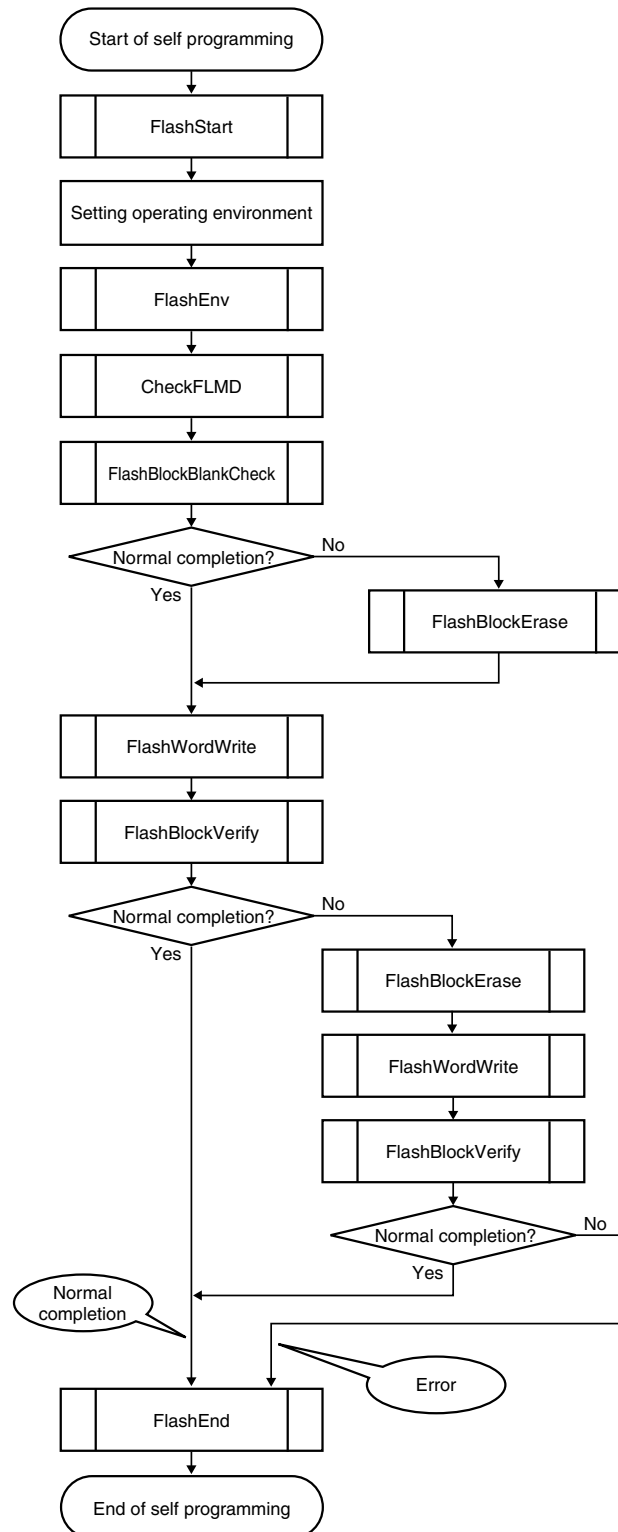 Start of self programming
FlashStart
Setting operating environment
FlashEnv
CheckFLMD
FlashBlockBlankCheck
Normal completion?
No
Yes
FlashBlockErase
FlashWordWrite
FlashBlockVerify
Normal completion?
No
Yes
FlashBlockErase
FlashWordWrite
FlashBlockVerify
Normal completion?
No
Yes
Normal
completion
Error
FlashEnd
End of self programming